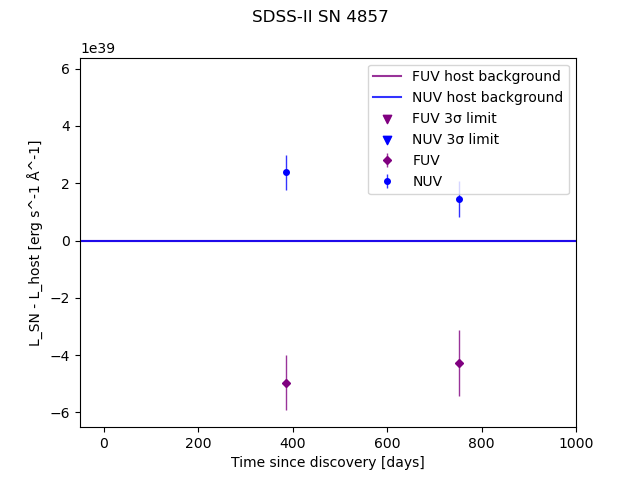 SDSS-II SN 4857
1e39
FUV host background
NUV host background
FUV 3σ limit
NUV 3σ limit
FUV
NUV
6
4
2
0
−2
−4
−6
L_SN - L_host [erg s^-1 Å^-1]
0 200 400 600 800 1000
Time since discovery [days]